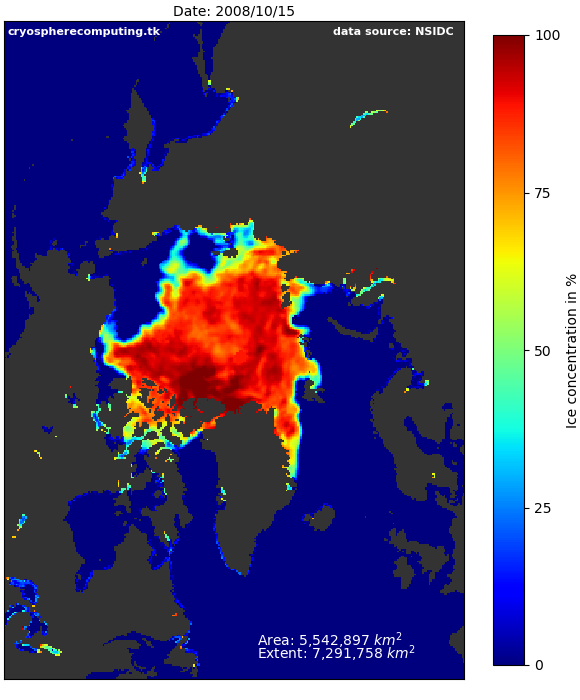 Date: 2008/10/15
cryospherecomputing.tk
data source: NSIDC
100
75
50
25
0
Ice concentration in %
Area: 5,542,897 km²
Extent: 7,291,758 km²